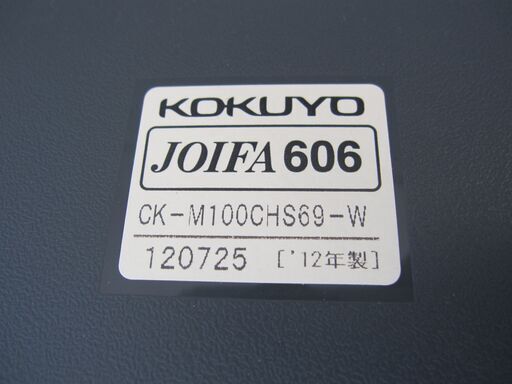 KOKUYO
JOIFA 606
CK-M100CHS69-W
120725 ['12年製]